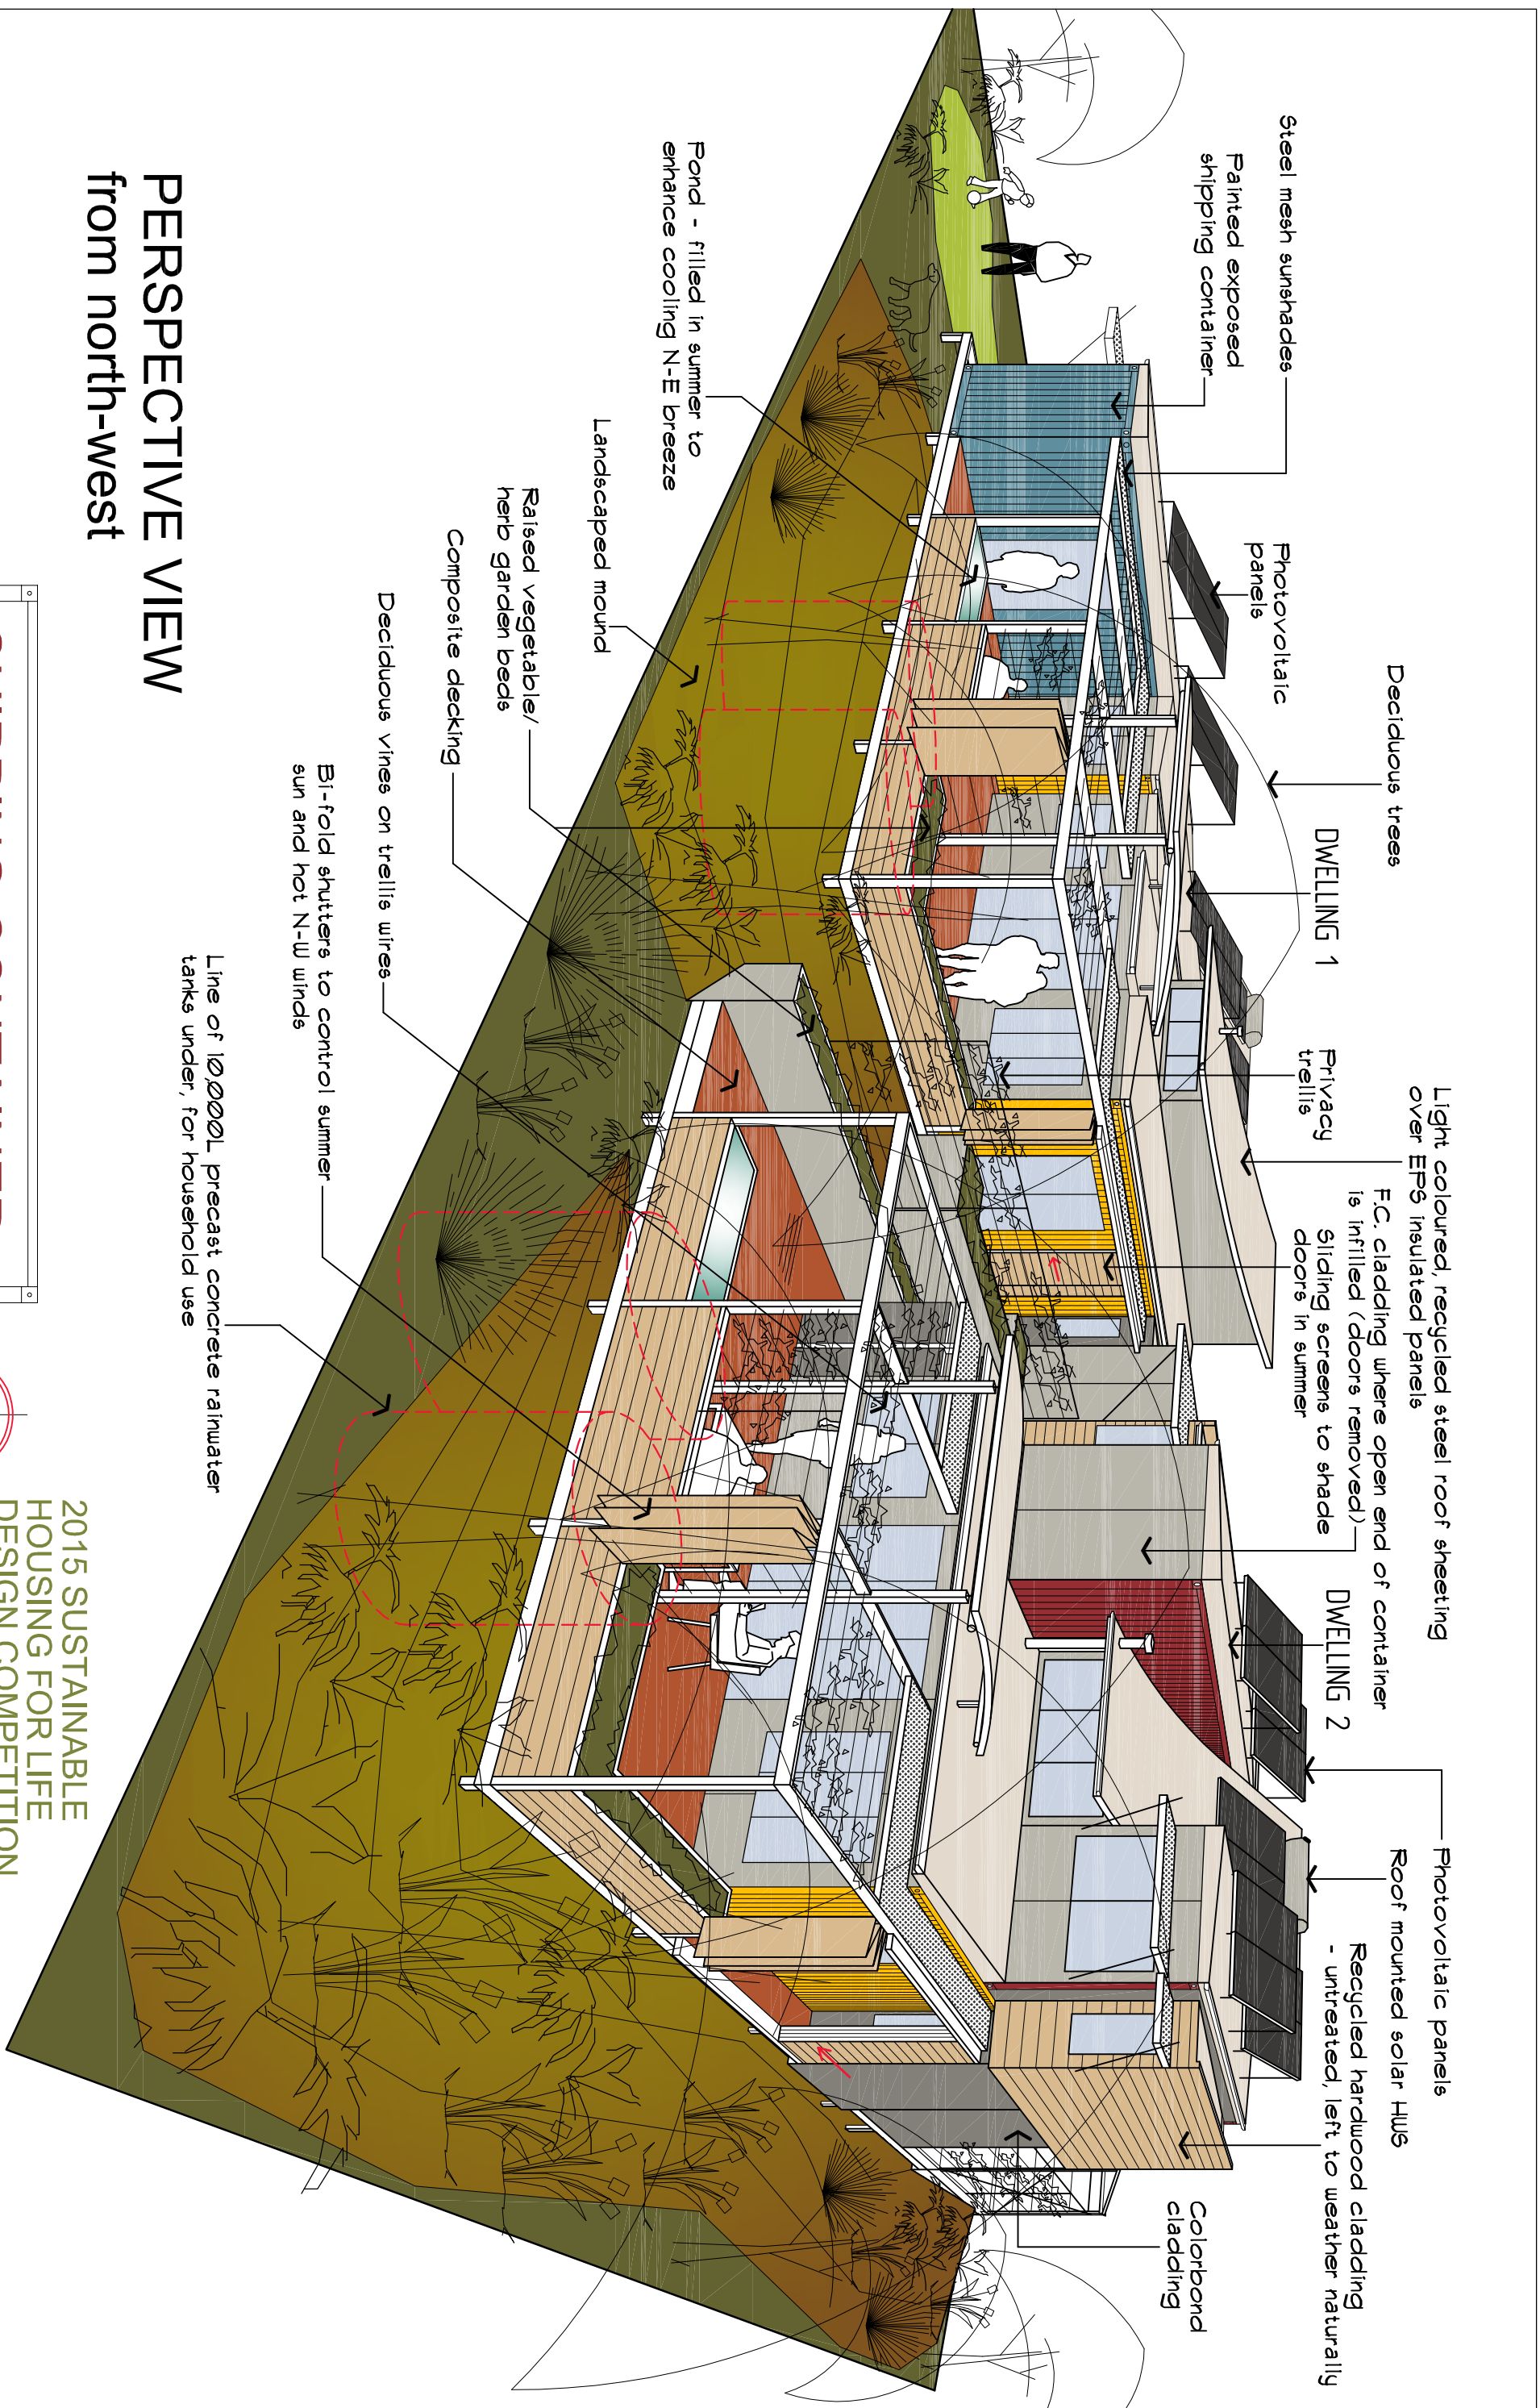 Steel mesh sunshades
Painted exposed
shipping container
Photovoltaic
panels
Deciduous trees
DWELLING 1
Light coloured, recycled steel roof sheeting
over EPS insulated panels
Privacy
trellis
F.C. cladding where open end of container
is infilled (doors removed)
Sliding screens to shade
doors in summer
DWELLING 2
Photovoltaic panels
Roof mounted solar HWS
Recycled hardwood cladding
- untreated, left to weather naturally
Colorbond
cladding
Pond - filled in summer to
enhance cooling N-E breeze
Landscaped mound
Raised vegetable/
herb garden beds
Composite decking
Deciduous vines on trellis wires
Bi-fold shutters to control summer
sun and hot N-W winds
Line of 10,000L precast concrete rainwater
tanks under, for household use
PERSPECTIVE VIEW
from north-west
2015 SUSTAINABLE
HOUSING FOR LIFE
DESIGN COMPETITION